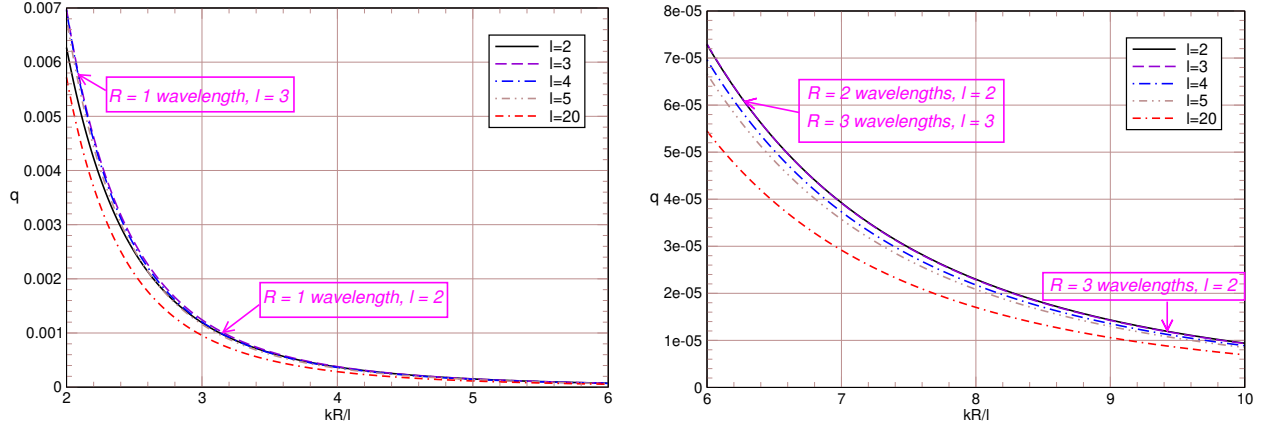 0.007
0.006
0.005
0.004
q
0.003
0.002
0.001
0
2
3
4
5
6
kR/l
l=2
l=3
l=4
l=5
l=20
R = 1 wavelength, l = 3
R = 1 wavelength, l = 2
8e-05
7e-05
6e-05
5e-05
q
4e-05
3e-05
2e-05
1e-05
0
6
7
8
9
10
kR/l
l=2
l=3
l=4
l=5
l=20
R = 2 wavelengths, l = 2
R = 3 wavelengths, l = 3
R = 3 wavelengths, l = 2